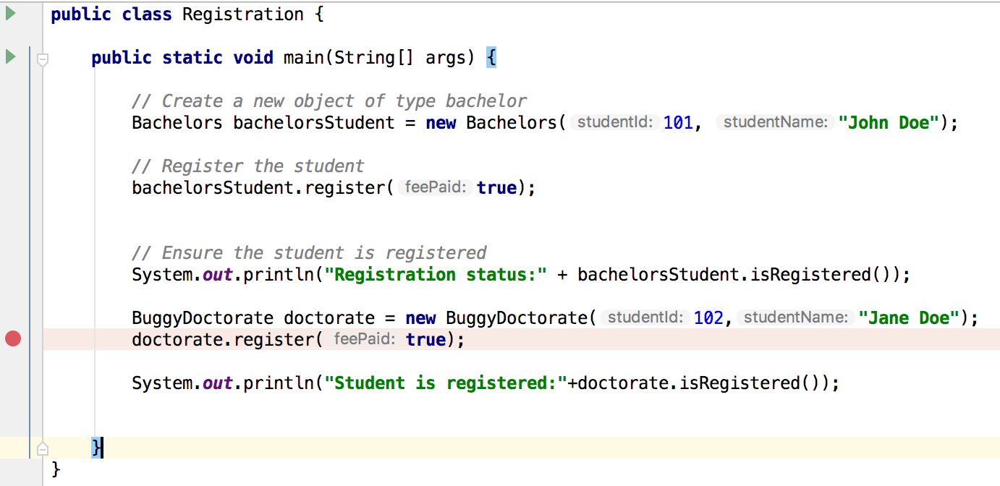 public class Registration {
public static void main(String[] args) {
// Create a new object of type bachelor
Bachelors bachelorsStudent = new Bachelors( studentId: 101, studentName: "John Doe");
// Register the student
bachelorsStudent.register( feePaid: true);
// Ensure the student is registered
System.out.println("Registration status:" + bachelorsStudent.isRegistered());
BuggyDoctorate doctorate = new BuggyDoctorate( studentId: 102, studentName: "Jane Doe");
doctorate.register( feePaid: true);
System.out.println("Student is registered:"+doctorate.isRegistered());
}
}